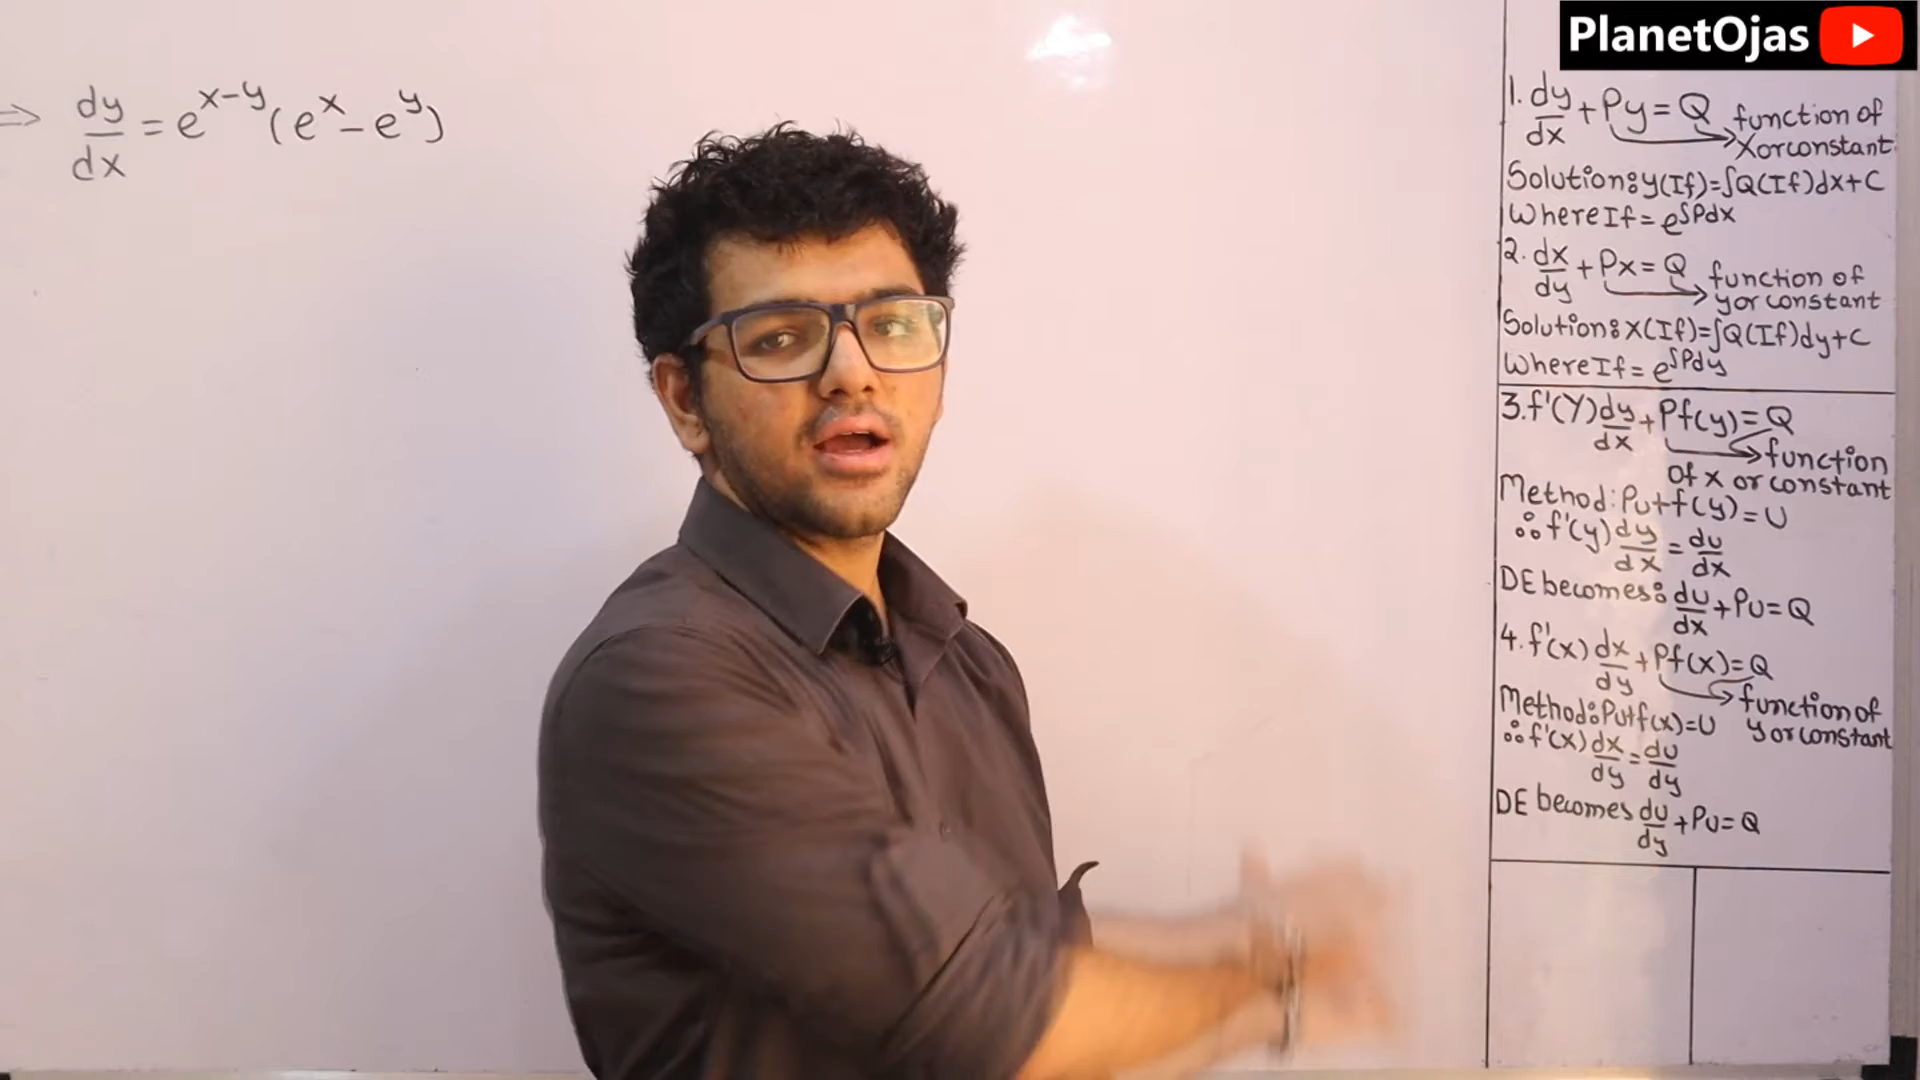 ⇒ dy/dx = e^(x-y) (e^x - e^y)
PlanetOjas
1. dy/dx + Py = Q function of
X or constant
Solution: y(If) = ∫Q(If)dx + C
Where If = e^∫Pdx
2. dx/dy + Px = Q function of
y or constant
Solution: X(If) = ∫Q(If)dy + C
Where If = e^∫Pdy
3. f'(Y) dy/dx + Pf(y) = Q
function
of x or constant
Method: Put f(y) = U
∴ f'(y) dy/dx = du/dx
DE becomes: du/dx + Pu = Q
4. f'(x) dx/dy + Pf(x) = Q
function of
y or constant
Method: Put f(x) = U
∴ f'(x) dx/dy = du/dy
DE becomes du/dy + Pu = Q